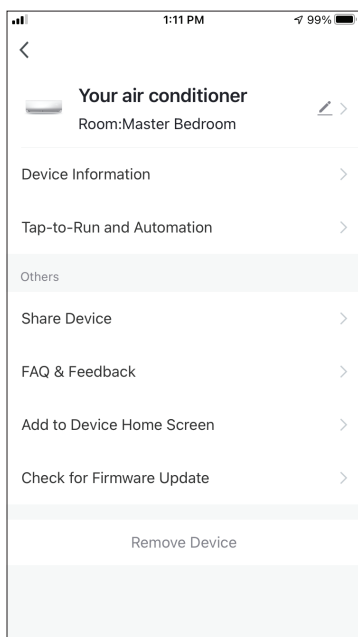 1:11 PM
99%
Your air conditioner
Room:Master Bedroom
Device Information
Tap-to-Run and Automation
Others
Share Device
FAQ & Feedback
Add to Device Home Screen
Check for Firmware Update
Remove Device